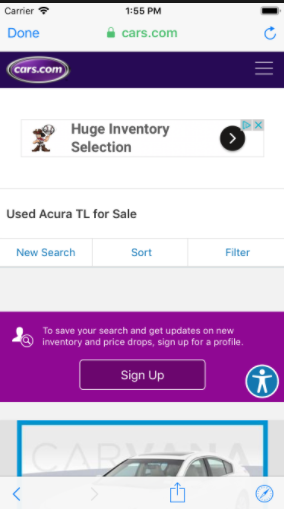 Carrier 1:55 PM
Done cars.com
cars.com
Huge Inventory
Selection
Used Acura TL for Sale
New Search Sort Filter
To save your search and get updates on new
inventory and price drops, sign up for a profile.
Sign Up
CARVANA